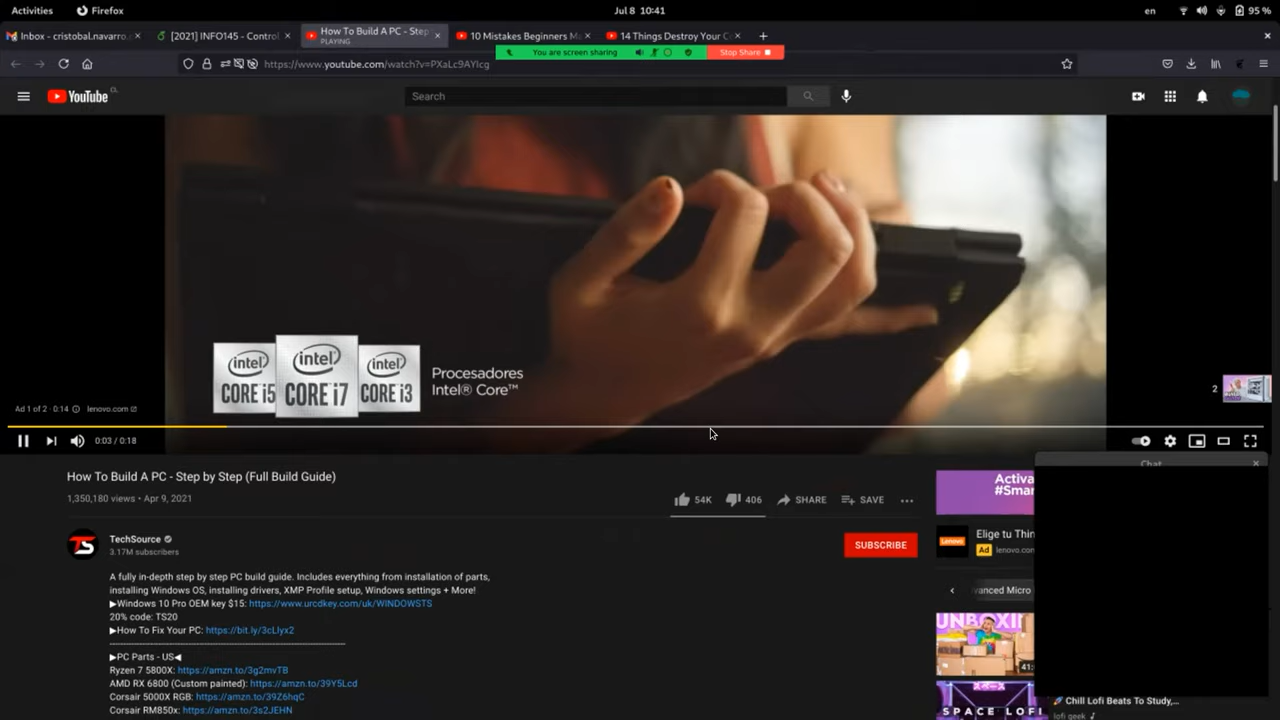 Activities
Firefox
Jul 8 10:41
en
95 %
Inbox - cristobal.navarro.
[2021] INFO145 - Control
How To Build A PC - Step
PLAYING
10 Mistakes Beginners M
14 Things Destroy Your C
You are screen sharing
Stop Share
https://www.youtube.com/watch?v=PXaLc9AYIcg
YouTube CL
Search
intel CORE i5
intel CORE i7
intel CORE i3
Procesadores
Intel® Core™
Ad 1 of 2 · 0:14
lenovo.com
2
0:03 / 0:18
Chat
How To Build A PC - Step by Step (Full Build Guide)
1,350,180 views • Apr 9, 2021
54K
406
SHARE
SAVE
Activa
#Smar
TS
TechSource
3.17M subscribers
SUBSCRIBE
Lenovo
Elige tu Thin
Ad lenovo.con
A fully in-depth step by step PC build guide. Includes everything from installation of parts,
installing Windows OS, installing drivers, XMP Profile setup, Windows settings + More!
▶Windows 10 Pro OEM key $15: https://www.urcdkey.com/uk/WINDOWSTS
20% code: TS20
▶How To Fix Your PC: https://bit.ly/3cLlyx2
vanced Micro
UNBOXIN
41:
▶PC Parts - US◀
Ryzen 7 5800X: https://amzn.to/3g2mvTB
AMD RX 6800 (Custom painted): https://amzn.to/39Y5Lcd
Corsair 5000X RGB: https://amzn.to/39Z6hqC
Corsair RM850x: https://amzn.to/3s2JEHN
SPACE LOFI
Chill Lofi Beats To Study,...
lofi geek